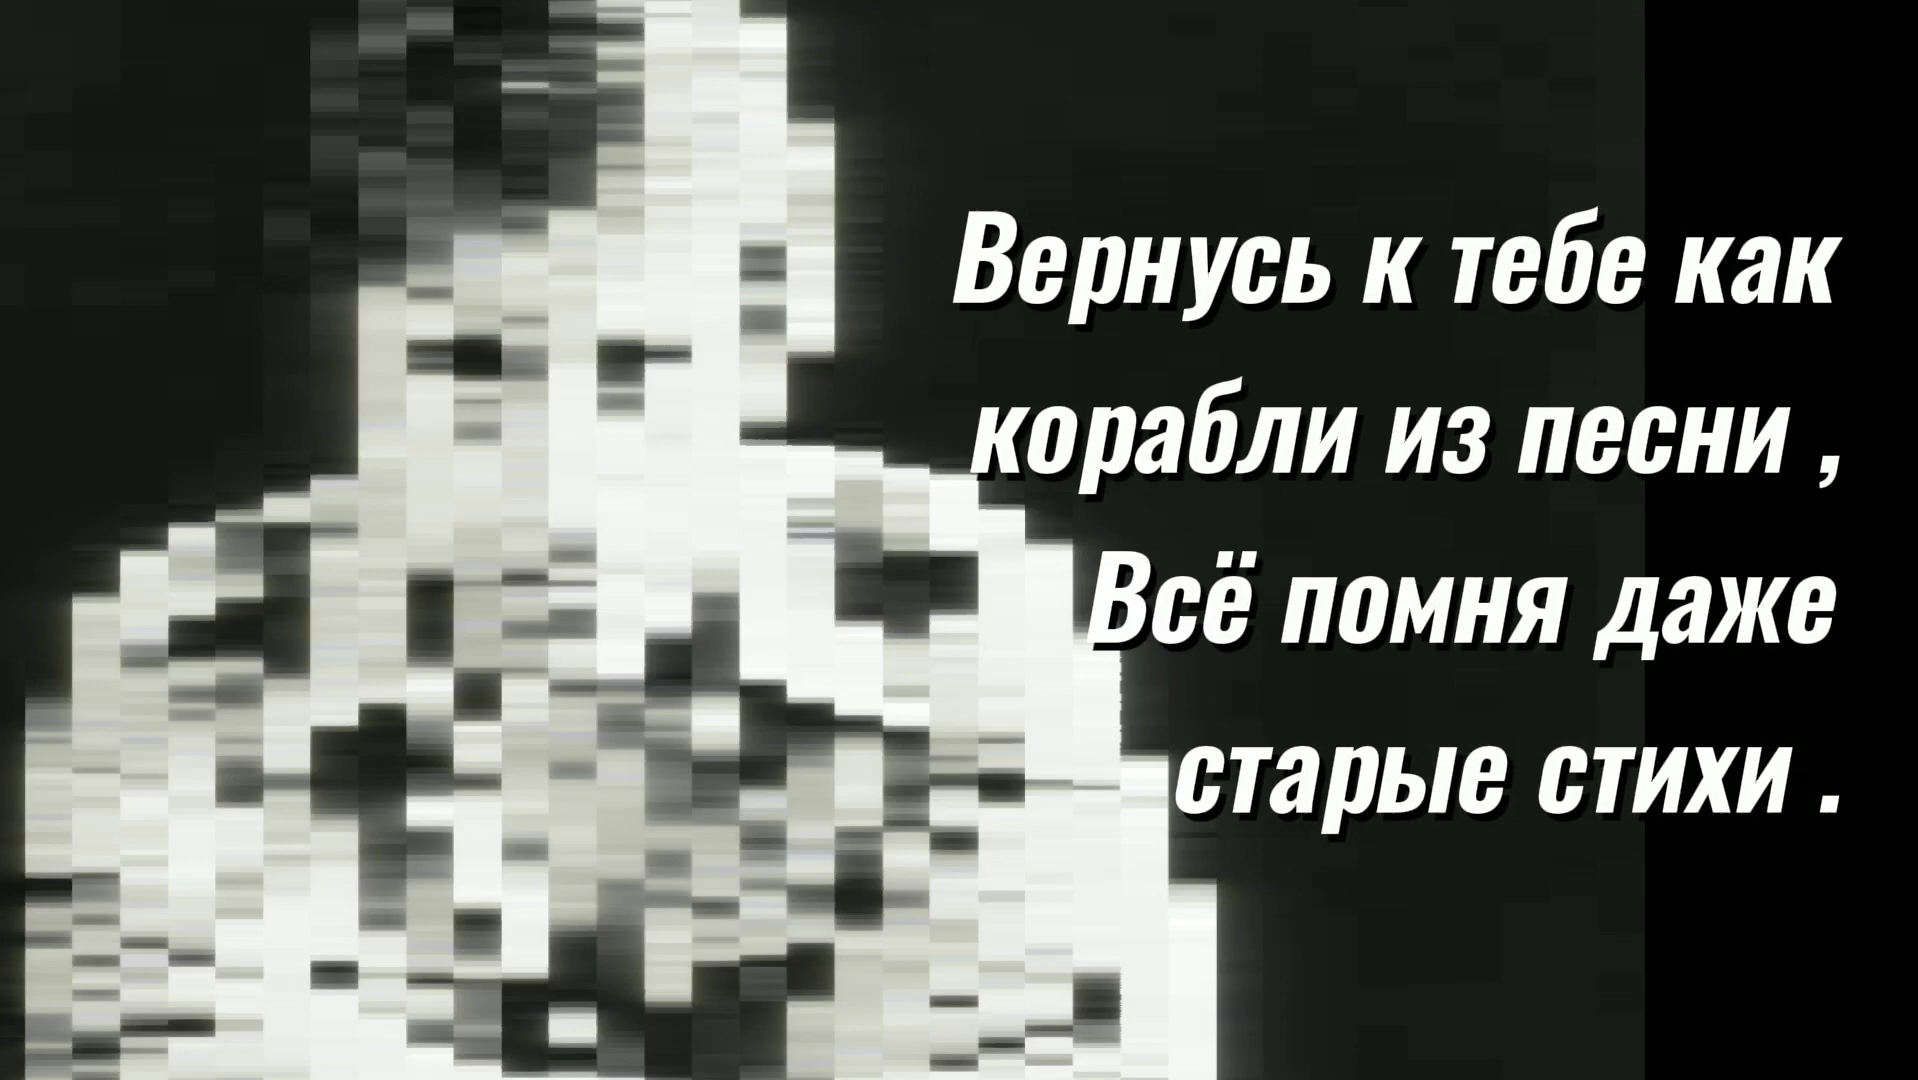 Вернусь к тебе как
корабли из песни ,
Всё помня даже
старые стихи .